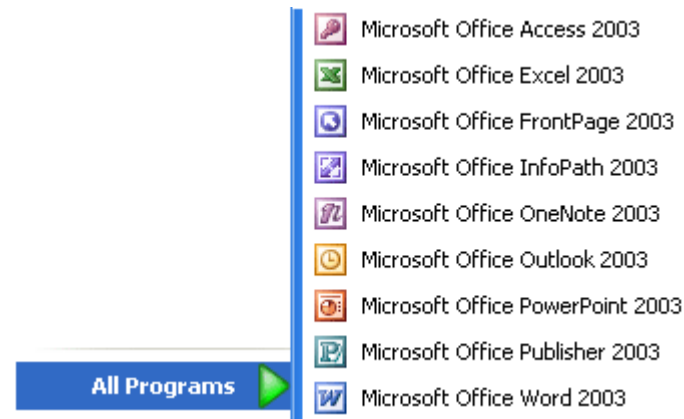 Microsoft Office Access 2003
Microsoft Office Excel 2003
Microsoft Office FrontPage 2003
Microsoft Office InfoPath 2003
Microsoft Office OneNote 2003
Microsoft Office Outlook 2003
Microsoft Office PowerPoint 2003
Microsoft Office Publisher 2003
All Programs
Microsoft Office Word 2003